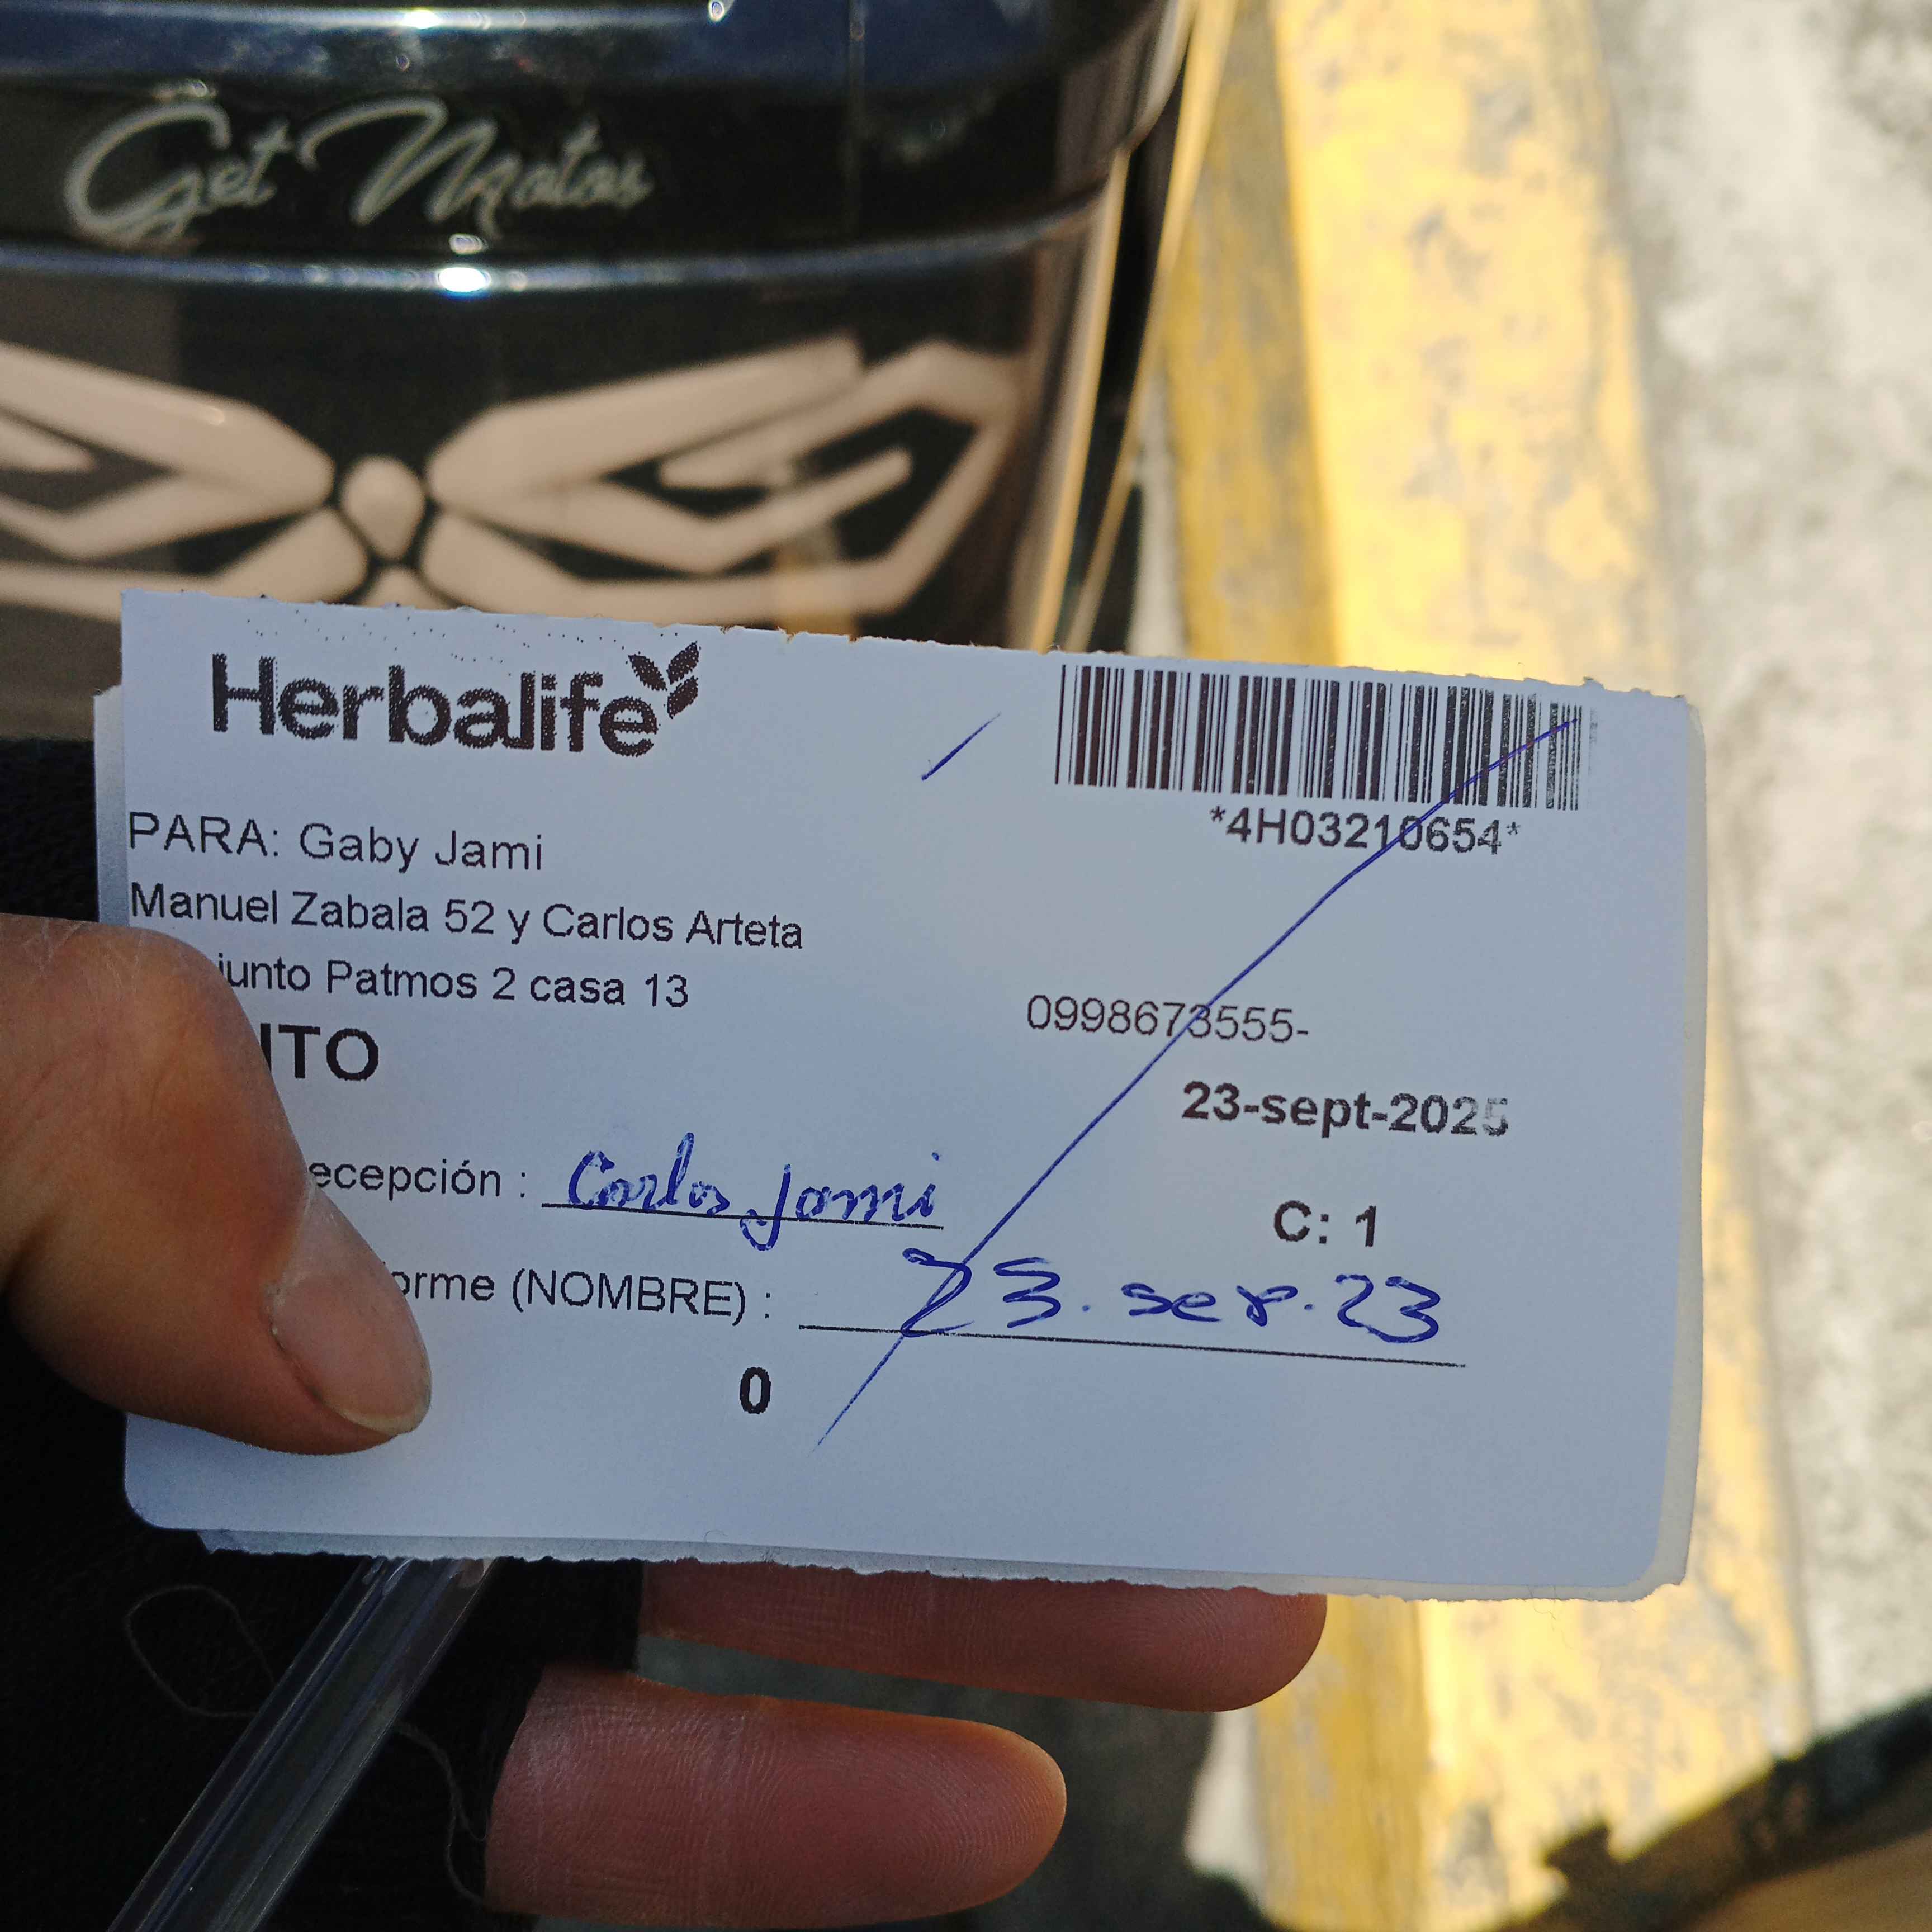 Get Motos
Herbalife
*4H03210654*
PARA: Gaby Jami
Manuel Zabala 52 y Carlos Arteta
junto Patmos 2 casa 13
0998673555-
ITO
23-sept-2025
ecepción : Carlos Jami
C: 1
orme (NOMBRE) : 23. sep. 23
0